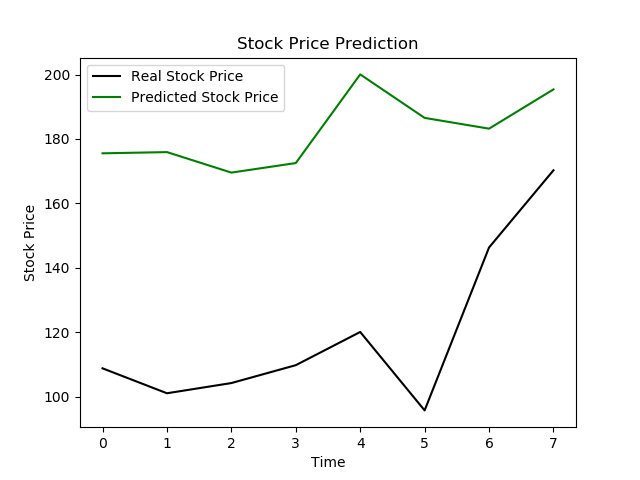 Stock Price Prediction
Real Stock Price
Predicted Stock Price
200
180
160
140
120
100
Stock Price
0 1 2 3 4 5 6 7
Time